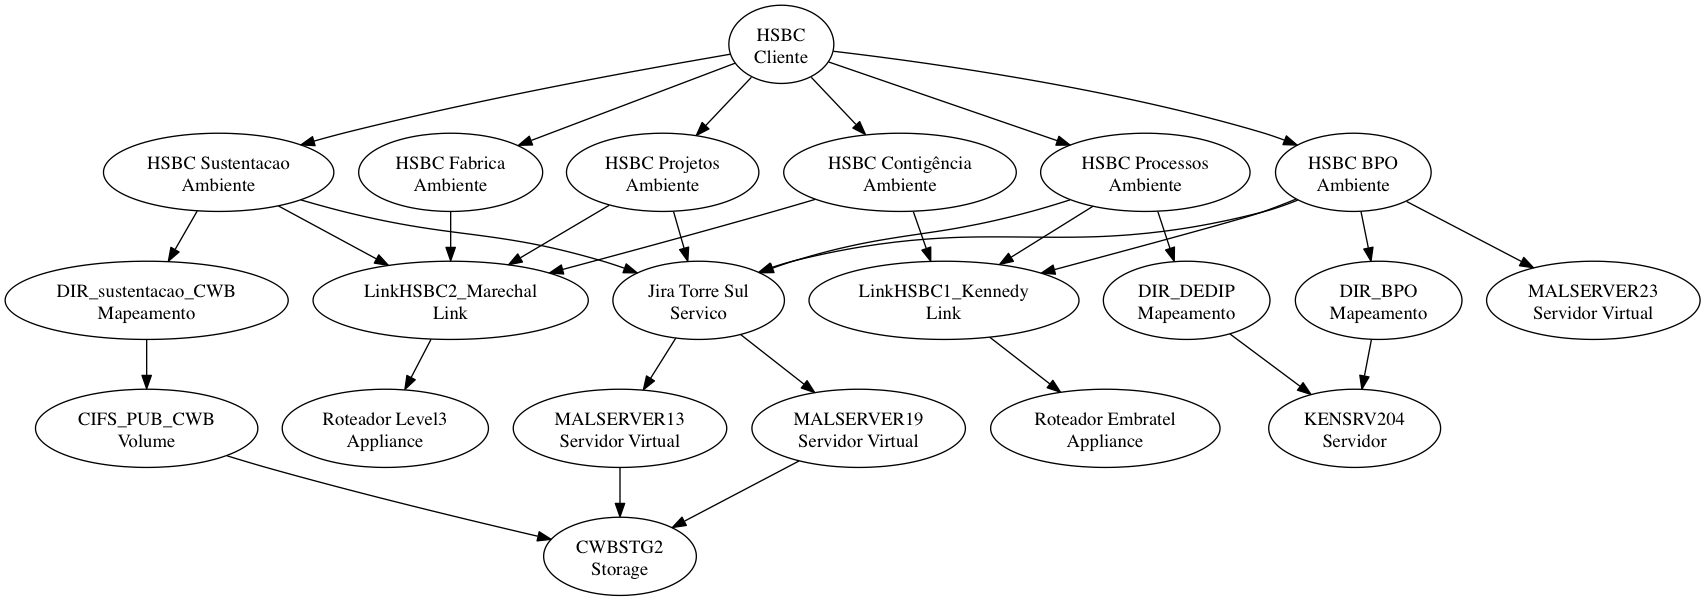 HSBC
Cliente
HSBC Sustentacao
Ambiente
HSBC Fabrica
Ambiente
HSBC Projetos
Ambiente
HSBC Contigência
Ambiente
HSBC Processos
Ambiente
HSBC BPO
Ambiente
DIR_sustentacao_CWB
Mapeamento
LinkHSBC2_Marechal
Link
Jira Torre Sul
Servico
LinkHSBC1_Kennedy
Link
DIR_DEDIP
Mapeamento
DIR_BPO
Mapeamento
MALSERVER23
Servidor Virtual
CIFS_PUB_CWB
Volume
Roteador Level3
Appliance
MALSERVER13
Servidor Virtual
MALSERVER19
Servidor Virtual
Roteador Embratel
Appliance
KENSRV204
Servidor
CWBSTG2
Storage